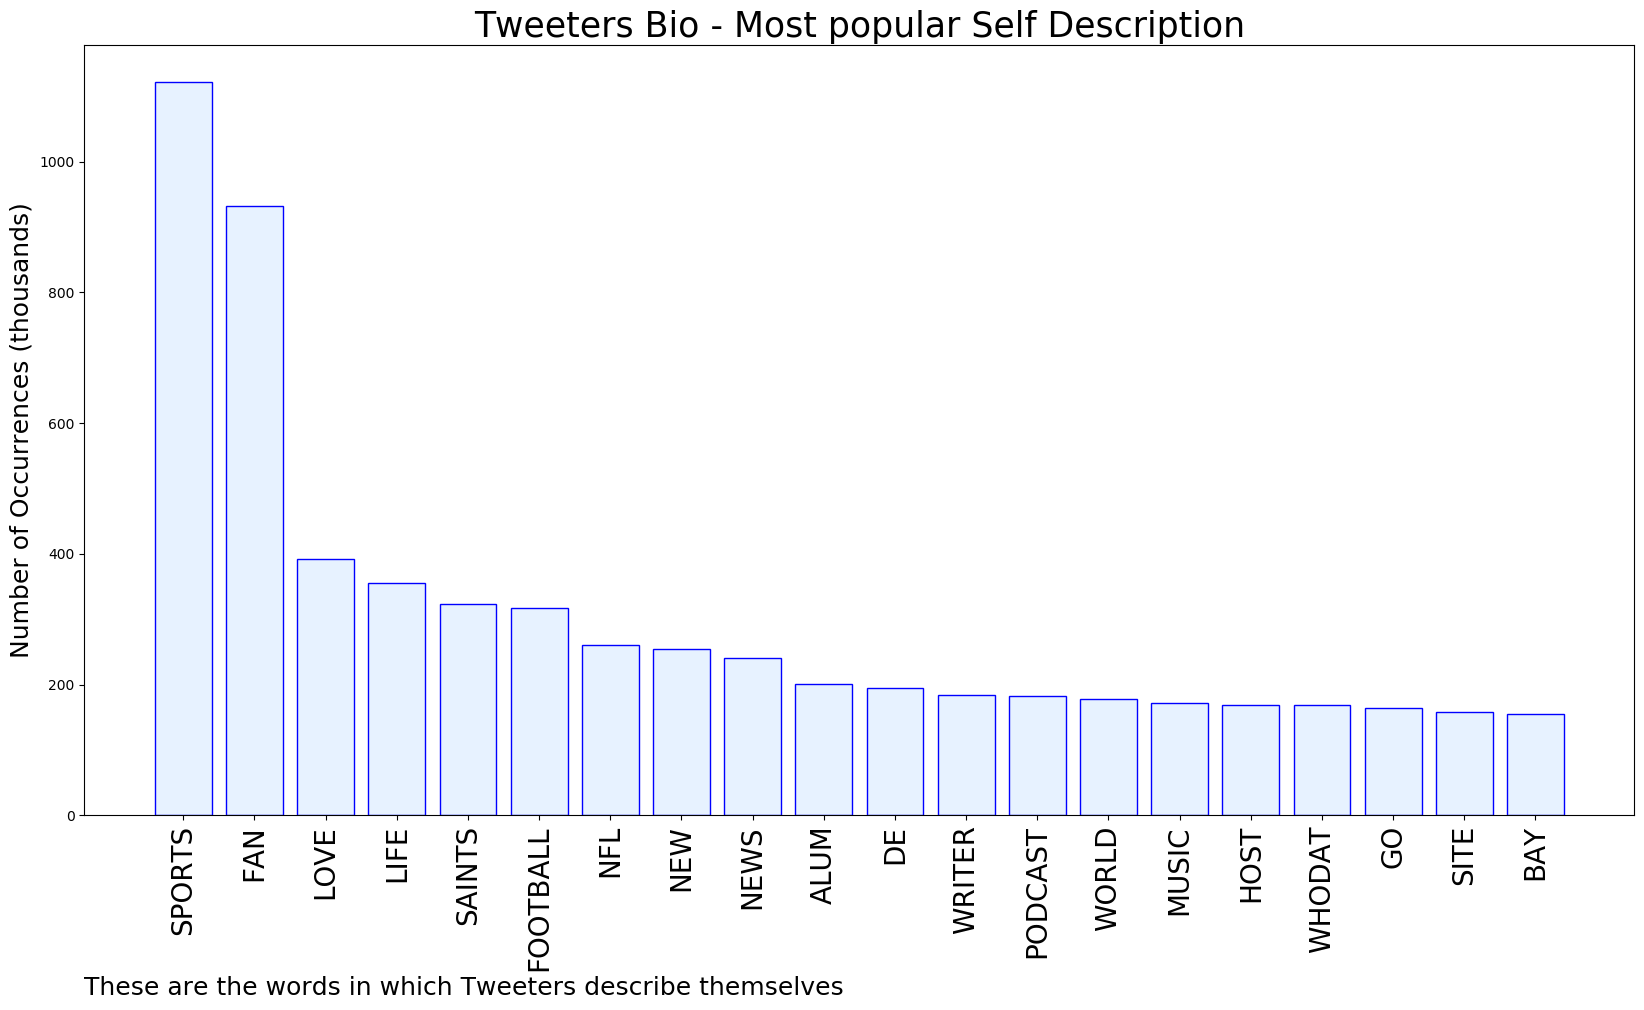 Tweeters Bio - Most popular Self Description
Number of Occurrences (thousands)
1000
800
600
400
200
0
SPORTS
FAN
LOVE
LIFE
SAINTS
FOOTBALL
NFL
NEW
NEWS
ALUM
DE
WRITER
PODCAST
WORLD
MUSIC
HOST
WHODAT
GO
SITE
BAY
These are the words in which Tweeters describe themselves